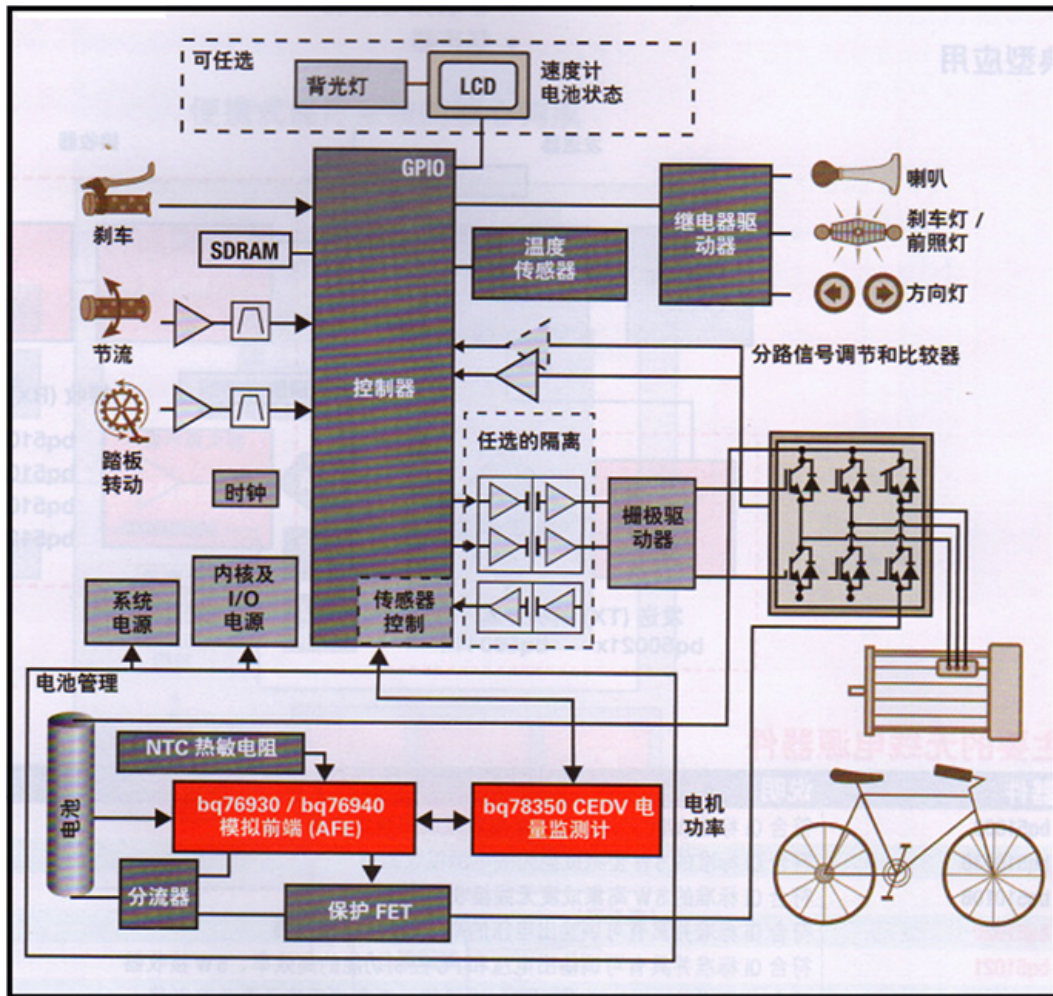 可任选
背光灯
LCD
速度计
电池状态
GPIO
刹车
SDRAM
温度
传感器
继电器驱
动器
喇叭
刹车灯 /
前照灯
方向灯
节流
控制器
分路信号调节和比较器
踏板
转动
时钟
任选的隔离
栅极驱
动器
系统
电源
内核及
I/O
电源
传感器
控制
电池管理
电池
NTC 热敏电阻
bq76930 / bq76940
模拟前端 (AFE)
bq78350 CEDV 电
量监测计
电机
功率
分流器
保护 FET